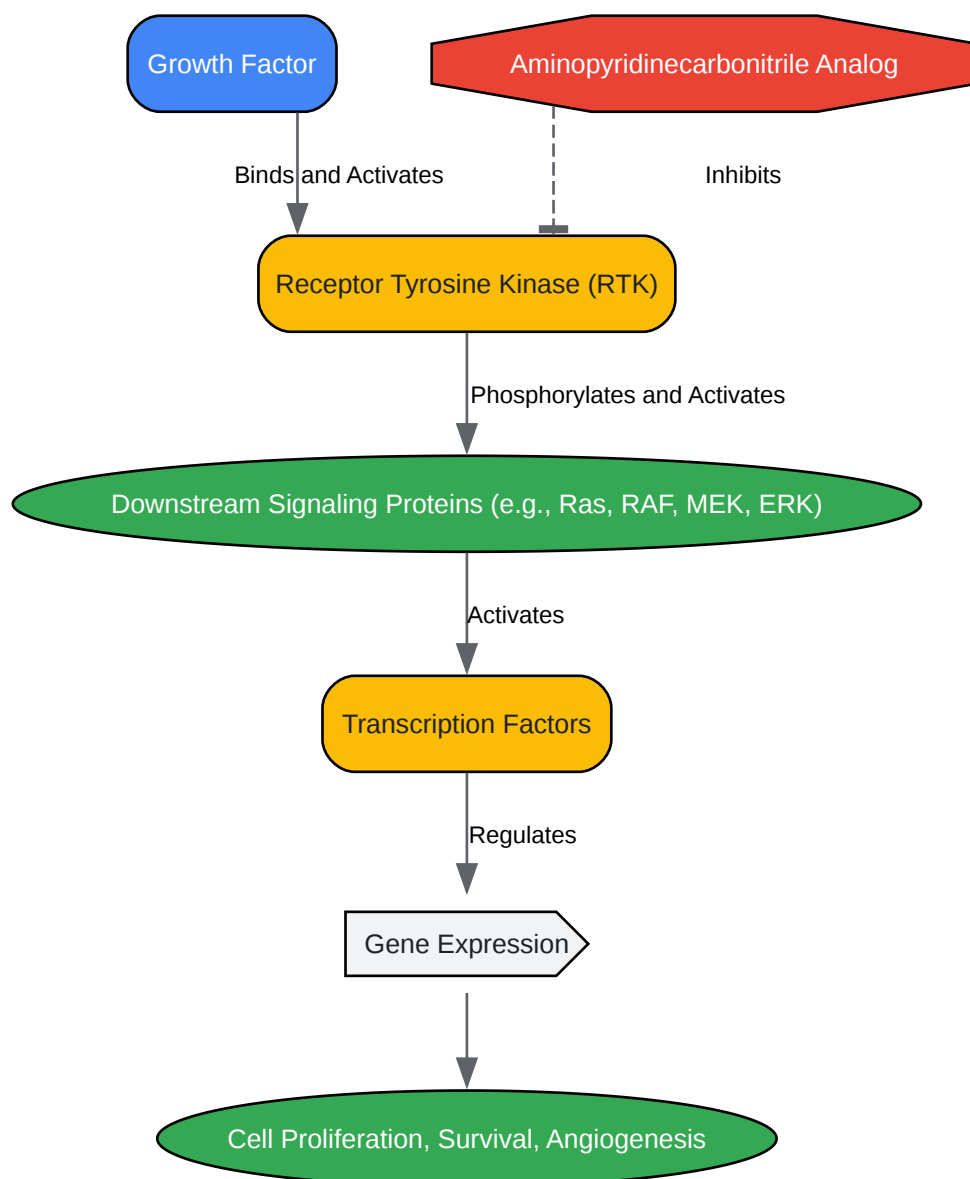 Growth Factor
Aminopyridinecarbonitrile Analog
Binds and Activates
Inhibits
Receptor Tyrosine Kinase (RTK)
Phosphorylates and Activates
Downstream Signaling Proteins (e.g., Ras, RAF, MEK, ERK)
Activates
Transcription Factors
Regulates
Gene Expression
Cell Proliferation, Survival, Angiogenesis